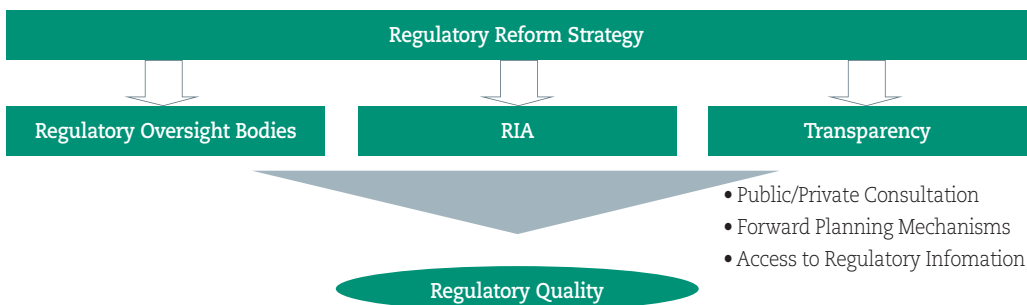 Regulatory Reform Strategy
Regulatory Oversight Bodies
RIA
Transparency
• Public/Private Consultation
• Forward Planning Mechanisms
• Access to Regulatory Infomation
Regulatory Quality